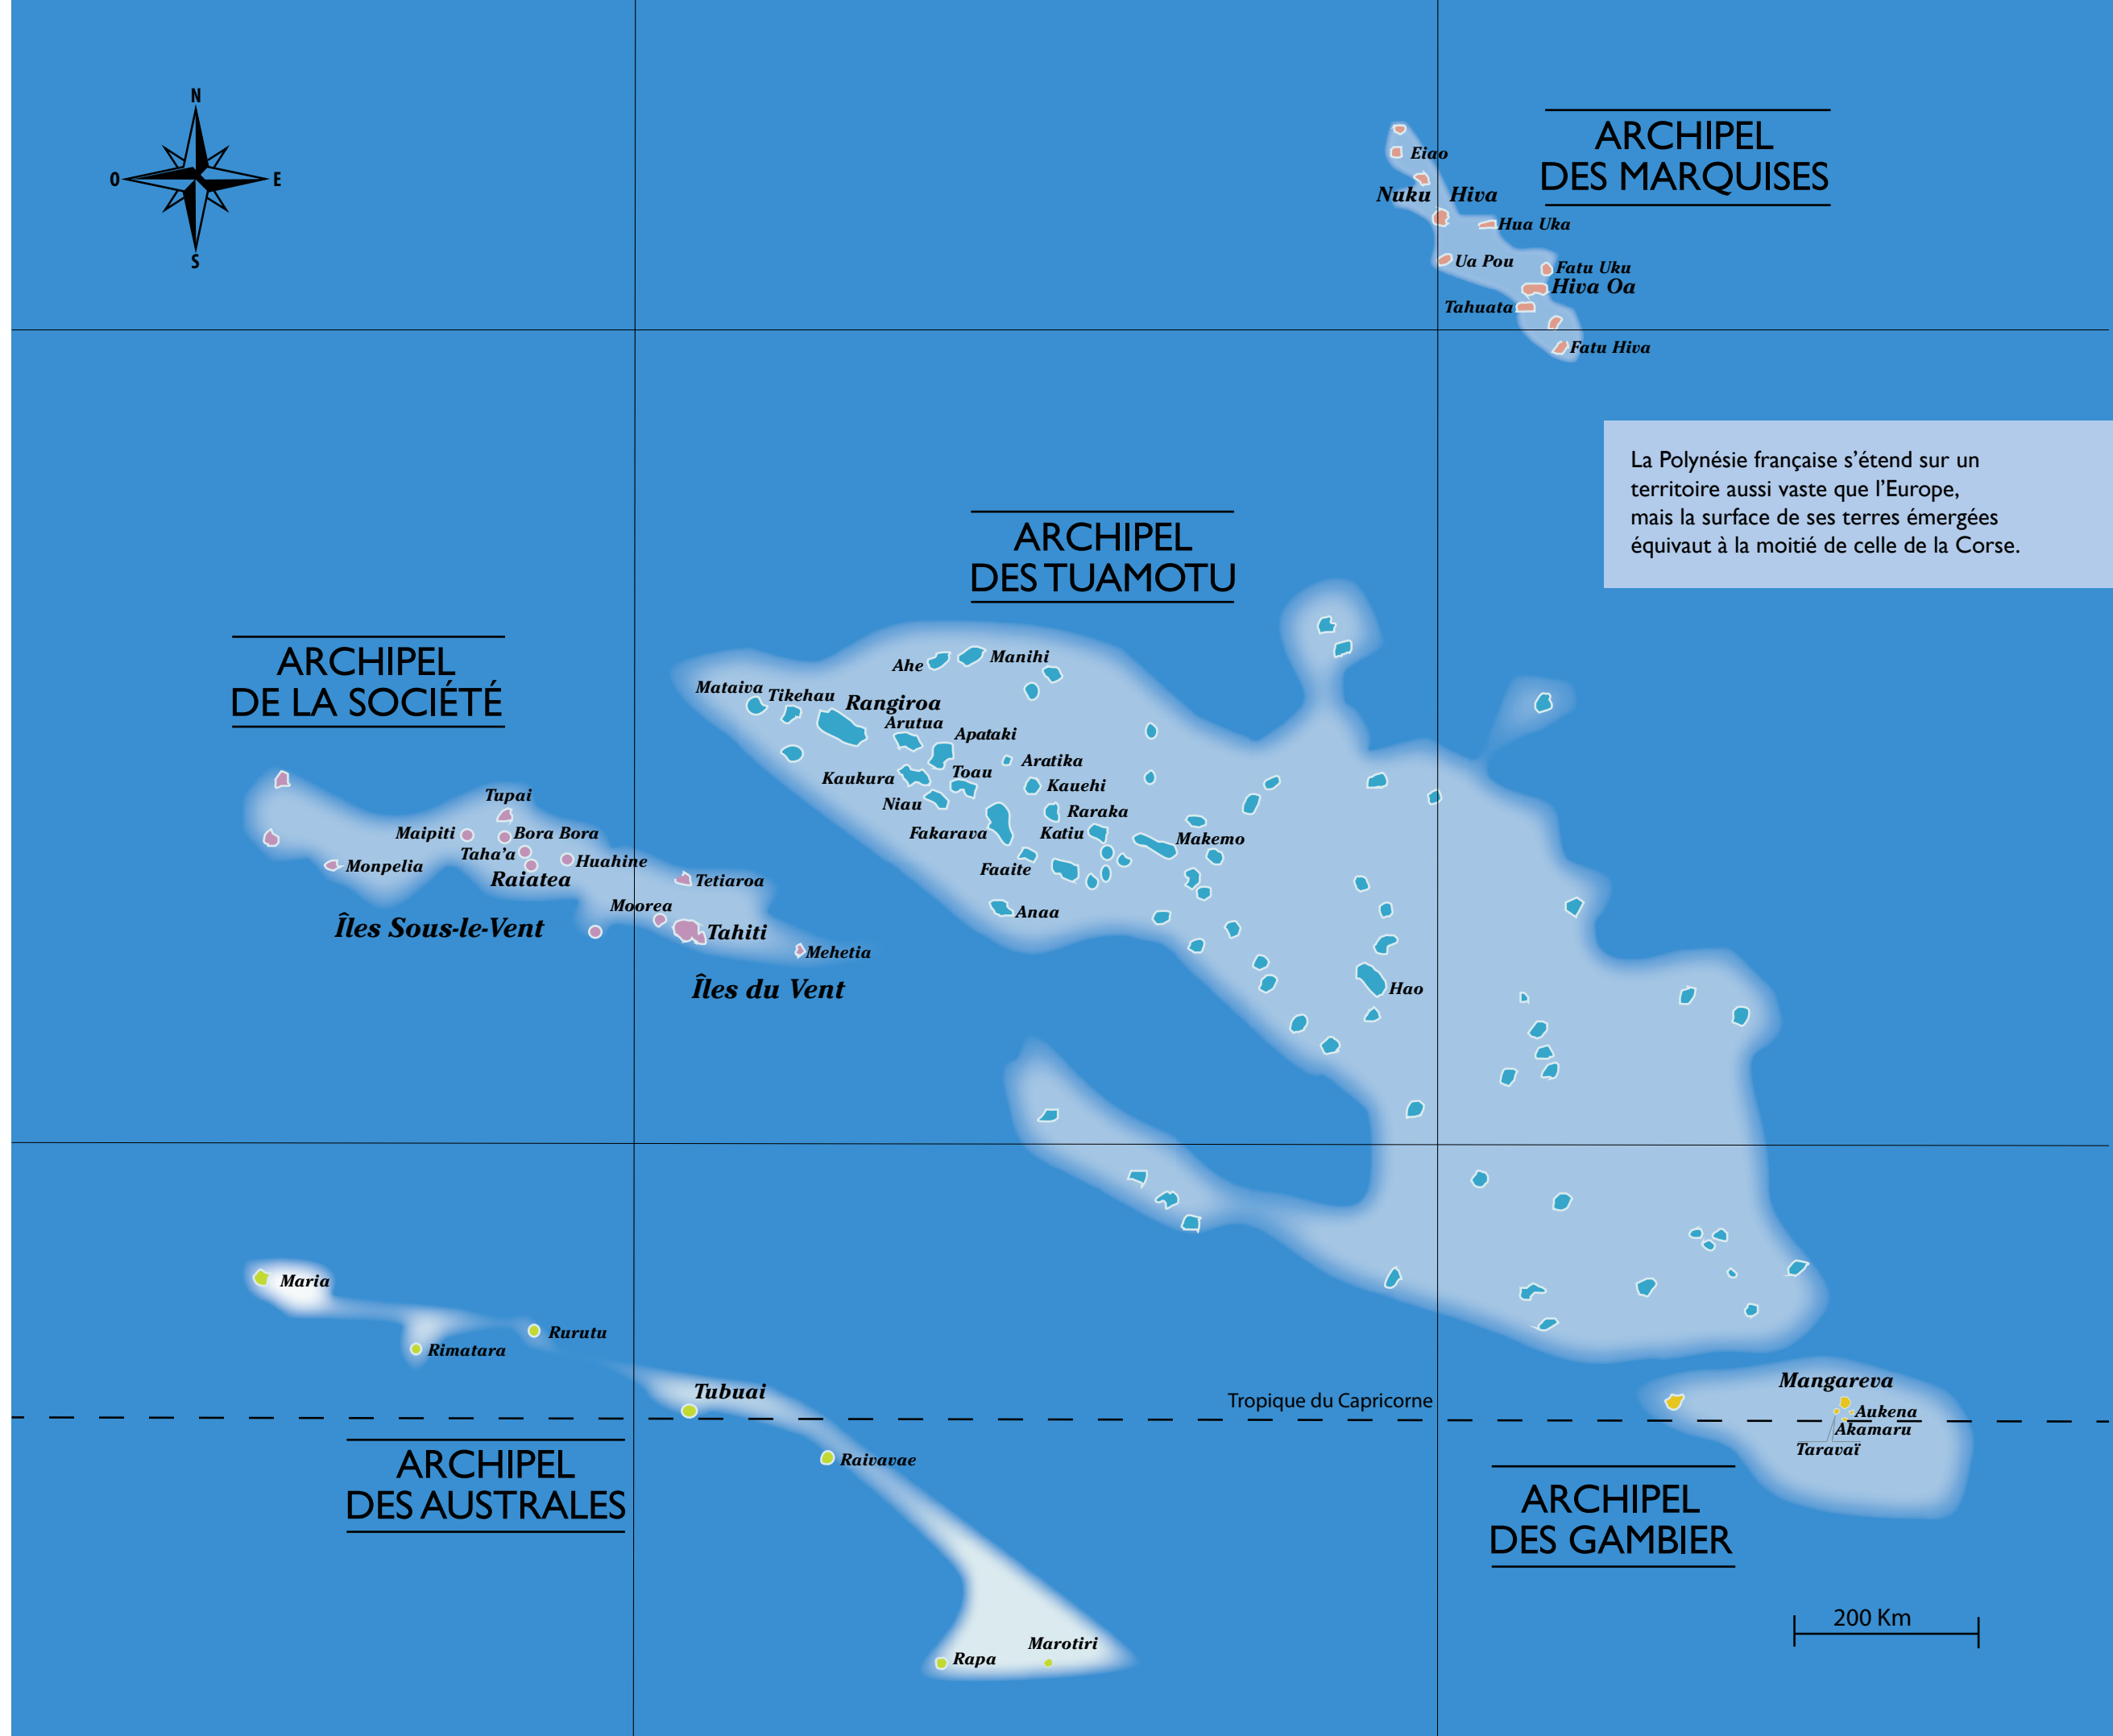 N
O
E
S
ARCHIPEL
DES MARQUISES
Eiao
Nuku Hiva
Hua Uka
Ua Pou
Fatu Uku
Hiva Oa
Tahuata
Fatu Hiva
La Polynésie française s’étend sur un
territoire aussi vaste que l’Europe,
mais la surface de ses terres émergées
équivaut à la moitié de celle de la Corse.
ARCHIPEL
DES TUAMOTU
Ahe
Manihi
Mataiva
Tikehau
Rangiroa
Arutua
Apataki
Aratika
Kaukura
Toau
Kauehi
Niau
Raraka
Fakarava
Katiu
Makemo
Faaite
Anaa
Hao
ARCHIPEL
DE LA SOCIÉTÉ
Tupai
Maipiti
Bora Bora
Taha’a
Huahine
Monpelia
Raiatea
Tetiaroa
Moorea
Îles Sous-le-Vent
Tahiti
Mehetia
Îles du Vent
Maria
Rurutu
Rimatara
Tubuai
Raivavae
ARCHIPEL
DES AUSTRALES
Rapa
Marotiri
Tropique du Capricorne
Mangareva
Aukena
Akamaru
Taravaï
ARCHIPEL
DES GAMBIER
200 Km